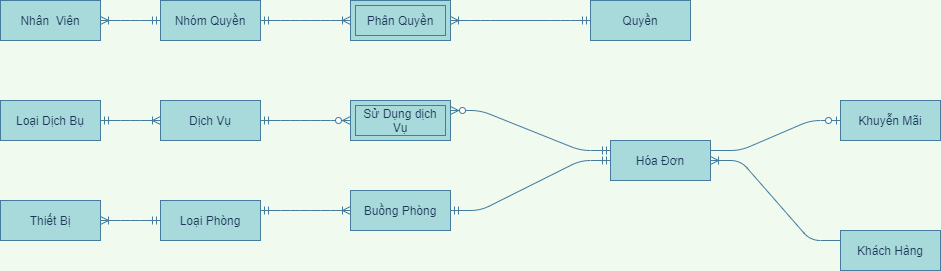 Nhân Viên
Nhóm Quyền
Phân Quyền
Quyền
Loại Dịch Bụ
Dịch Vụ
Sử Dụng dịch
Vụ
Khuyễn Mãi
Hóa Đơn
Thiết Bị
Loại Phòng
Buồng Phòng
Khách Hàng